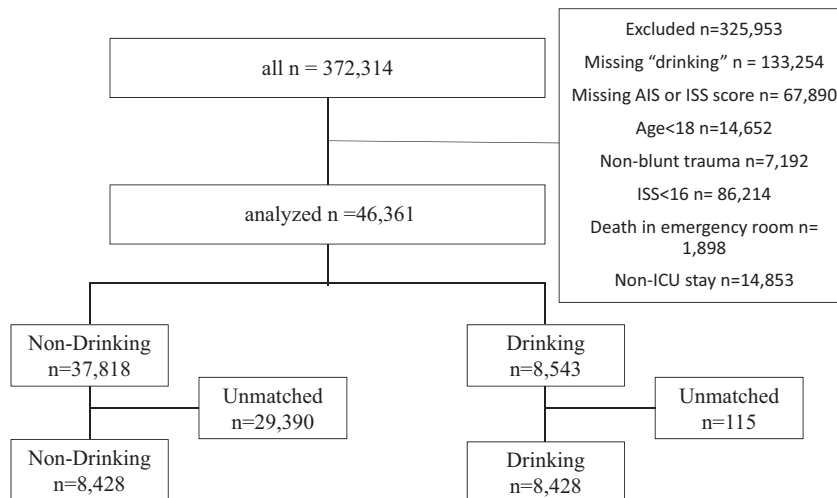 all n = 372,314
Excluded n=325,953
Missing “drinking” n = 133,254
Missing AIS or ISS score n= 67,890
Age<18 n=14,652
Non-blunt trauma n=7,192
ISS<16 n= 86,214
Death in emergency room n=
1,898
Non-ICU stay n=14,853
analyzed n =46,361
Non-Drinking
n=37,818
Drinking
n=8,543
Unmatched
n=29,390
Unmatched
n=115
Non-Drinking
n=8,428
Drinking
n=8,428